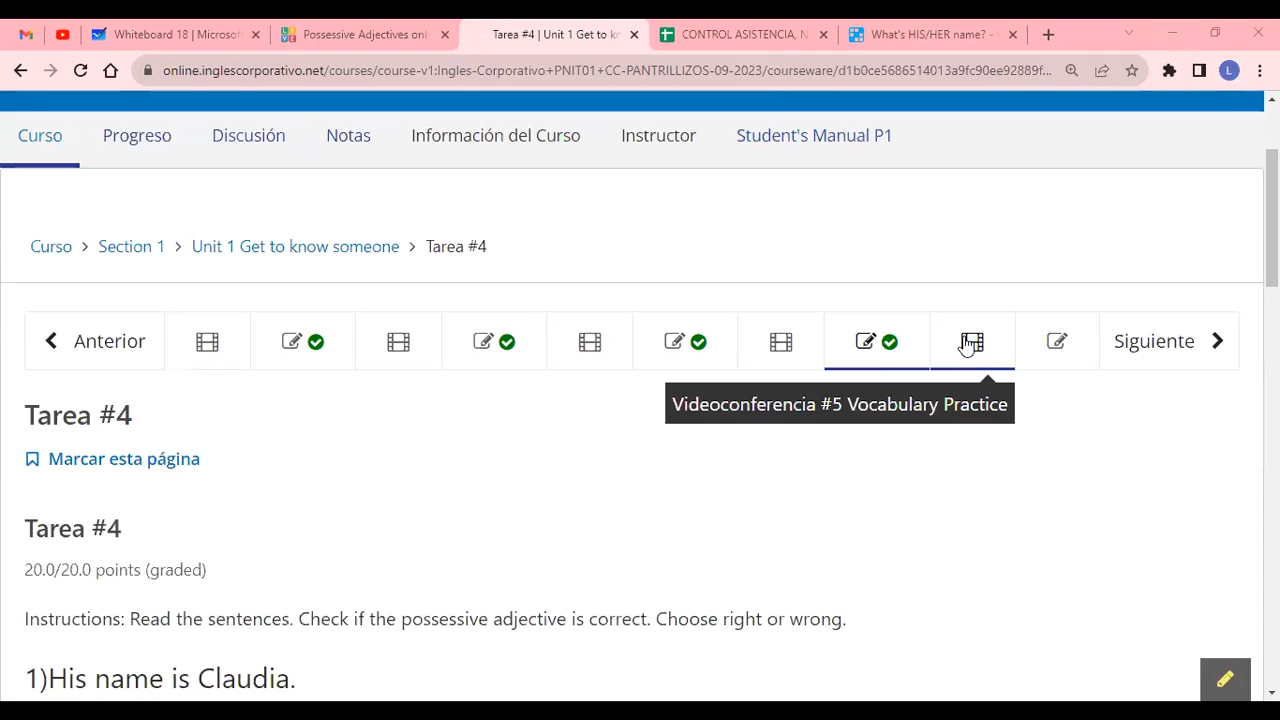 Whiteboard 18 | Microsof
Possessive Adjectives onl
Tarea #4 | Unit 1 Get to kn
CONTROL ASISTENCIA, N
What's HIS/HER name? - G
online.inglescorporativo.net/courses/course-v1:Ingles-Corporativo+PNIT01+CC-PANTRILLIZOS-09-2023/courseware/d1b0ce5686514013a9fc90ee92889f...
L
Curso
Progreso
Discusión
Notas
Información del Curso
Instructor
Student's Manual P1
Curso > Section 1 > Unit 1 Get to know someone > Tarea #4
Anterior
Siguiente
Videoconferencia #5 Vocabulary Practice
Tarea #4
Marcar esta página
Tarea #4
20.0/20.0 points (graded)
Instructions: Read the sentences. Check if the possessive adjective is correct. Choose right or wrong.
1)His name is Claudia.